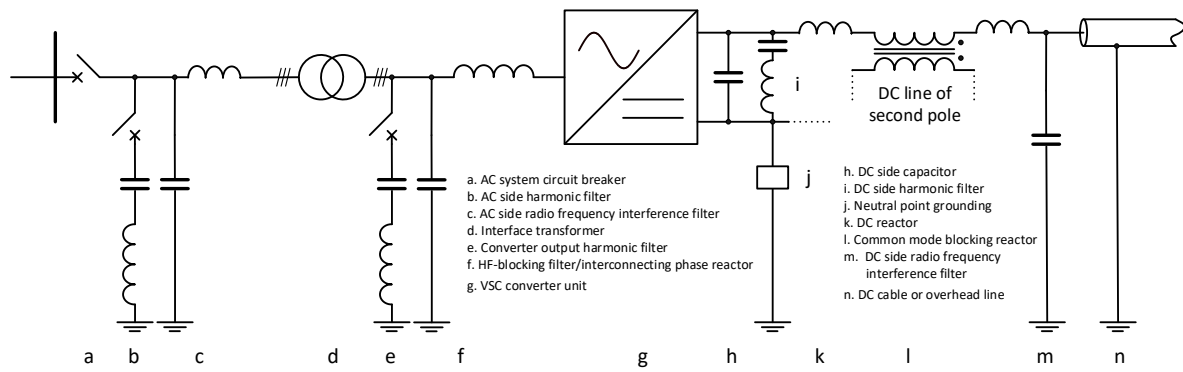 i
DC line of
second pole
j
a. AC system circuit breaker
b. AC side harmonic filter
c. AC side radio frequency interference filter
d. Interface transformer
e. Converter output harmonic filter
f. HF-blocking filter/interconnecting phase reactor
g. VSC converter unit
h. DC side capacitor
i. DC side harmonic filter
j. Neutral point grounding
k. DC reactor
l. Common mode blocking reactor
m. DC side radio frequency
interference filter
n. DC cable or overhead line
a b c d e f g h k l m n